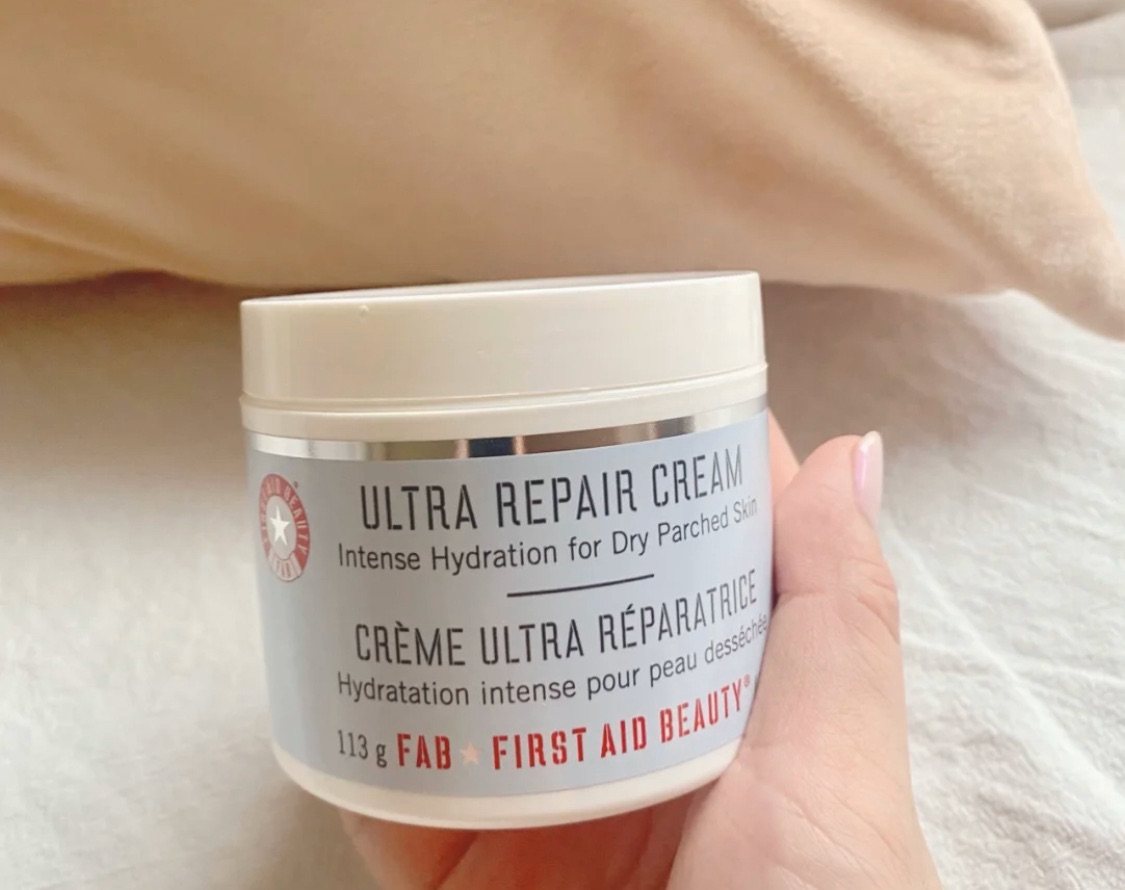 ULTRA REPAIR CREAM
Intense Hydration for Dry Parched Skin
CRÈME ULTRA RÉPARATRICE
Hydratation intense pour peau desséchée
113 g FAB ★ FIRST AID BEAUTY®